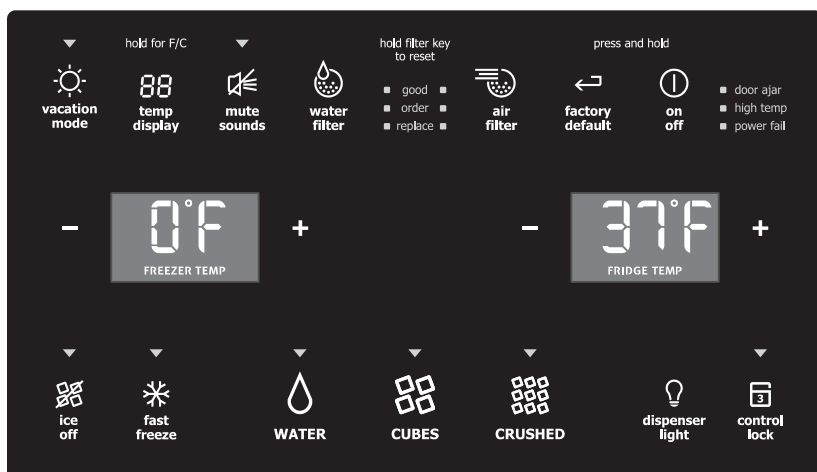 hold for F/C
hold filter key
to reset
press and hold
88
vacation
mode
temp
display
mute
sounds
water
filter
good
order
replace
air
filter
factory
default
on
off
door ajar
high temp
power fail
- 0°F +
FREEZER TEMP
- 37°F +
FRIDGE TEMP
ice
off
fast
freeze
WATER
CUBES
CRUSHED
dispenser
light
3
control
lock